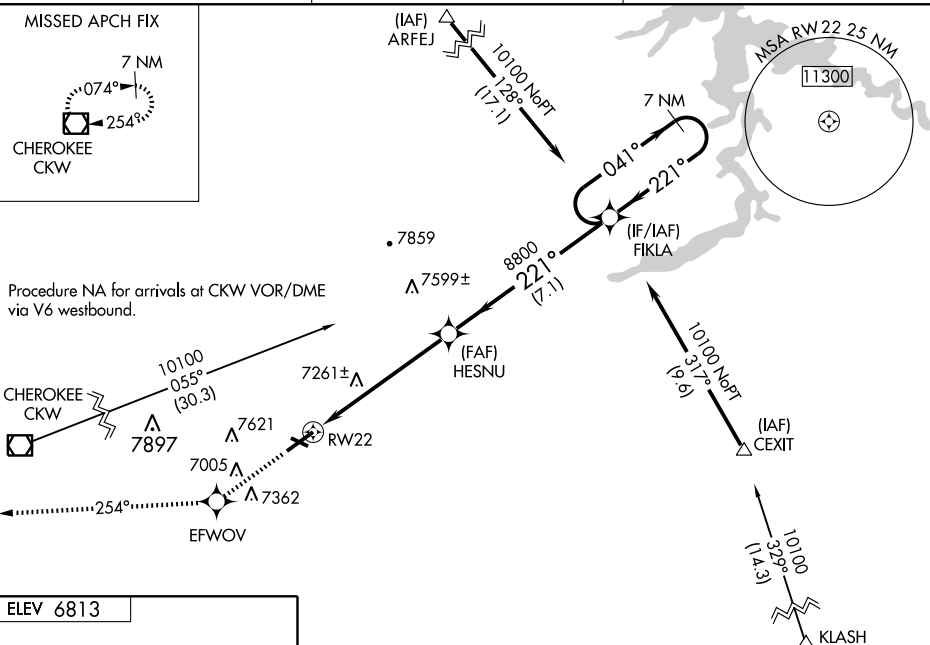 MISSED APCH FIX
7 NM
074°
254°
CHEROKEE
CKW
(IAF)
ARFEJ
10100 NoPT
128°
(17.1)
MSA RW 22 25 NM
11300
7 NM
041°
221°
(IF/IAF)
FIKLA
7859
7599±
8800
221°
(7.1)
Procedure NA for arrivals at CKW VOR/DME
via V6 westbound.
(FAF)
HESNU
10100
055°
(30.3)
7261±
CHEROKEE
CKW
7897
7621
RW22
7005
7362
254°
EFWOV
10100 NoPT
317°
(9.6)
(IAF)
CEXIT
10100
329°
(14.3)
KLASH
ELEV 6813